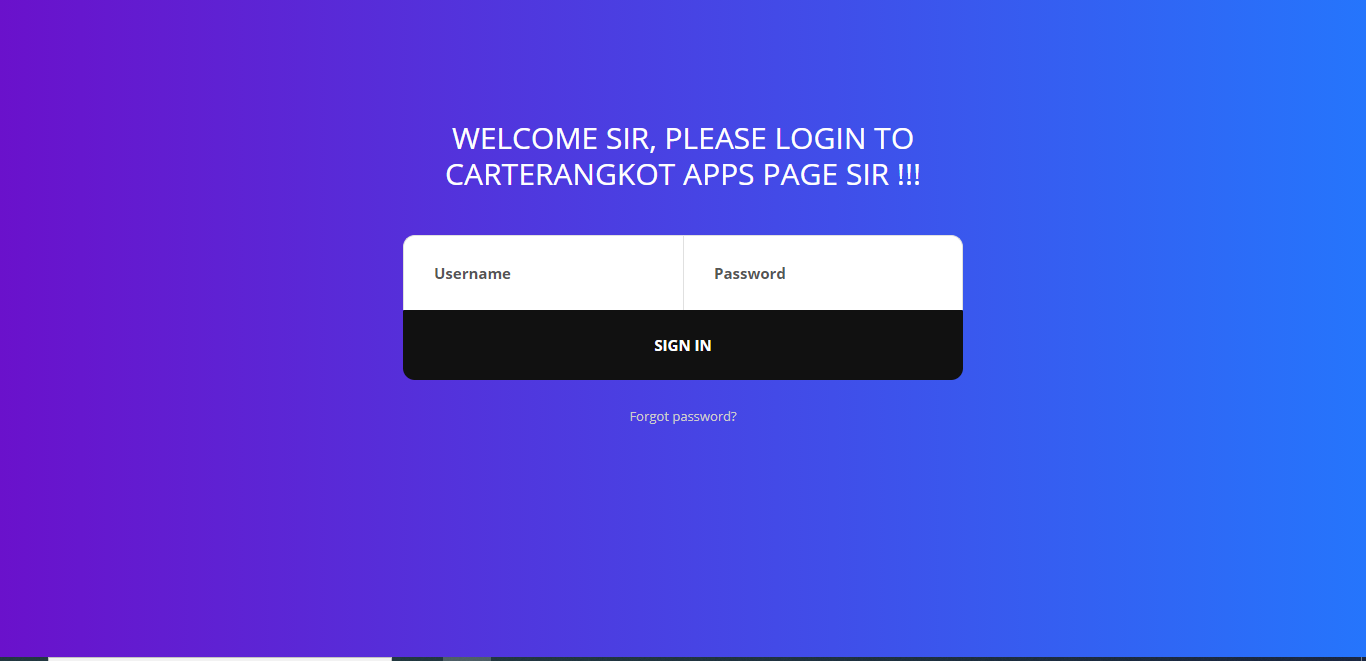 WELCOME SIR, PLEASE LOGIN TO
CARTERANGKOT APPS PAGE SIR !!!
Username
Password
SIGN IN
Forgot password?